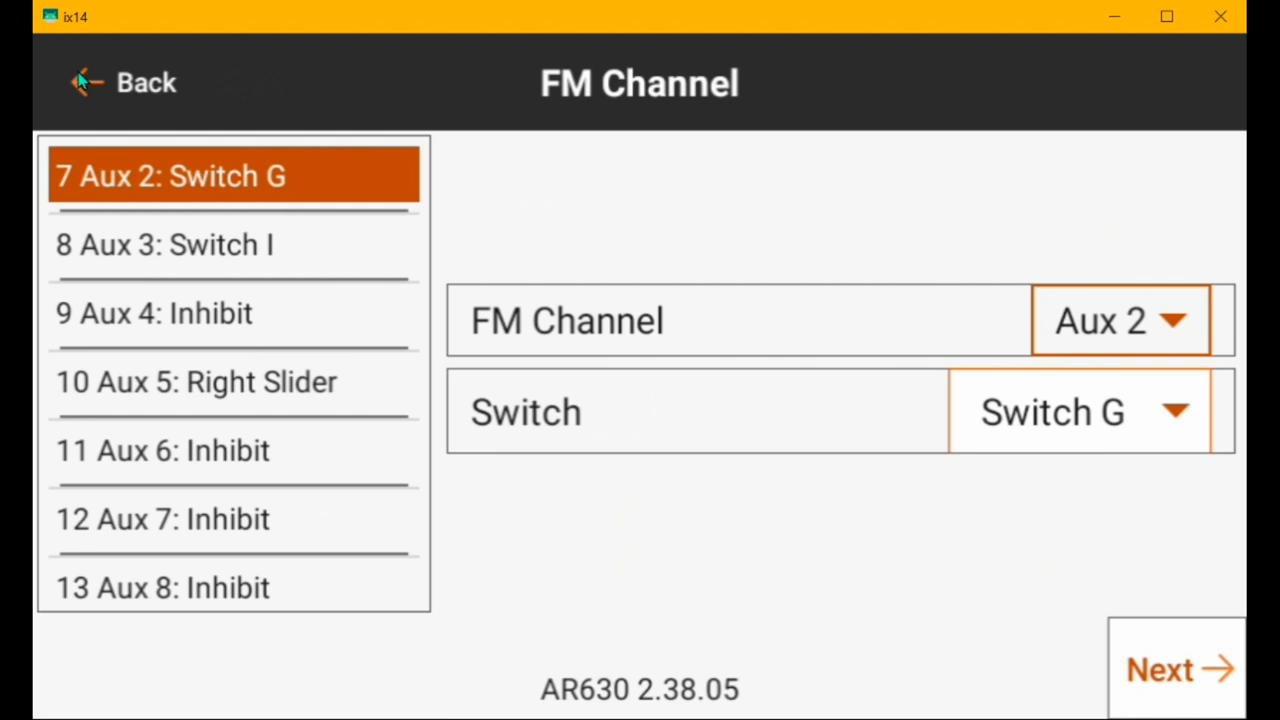 ix14
Back
FM Channel
7 Aux 2: Switch G
8 Aux 3: Switch I
9 Aux 4: Inhibit
10 Aux 5: Right Slider
11 Aux 6: Inhibit
12 Aux 7: Inhibit
13 Aux 8: Inhibit
FM Channel Aux 2
Switch Switch G
AR630 2.38.05
Next